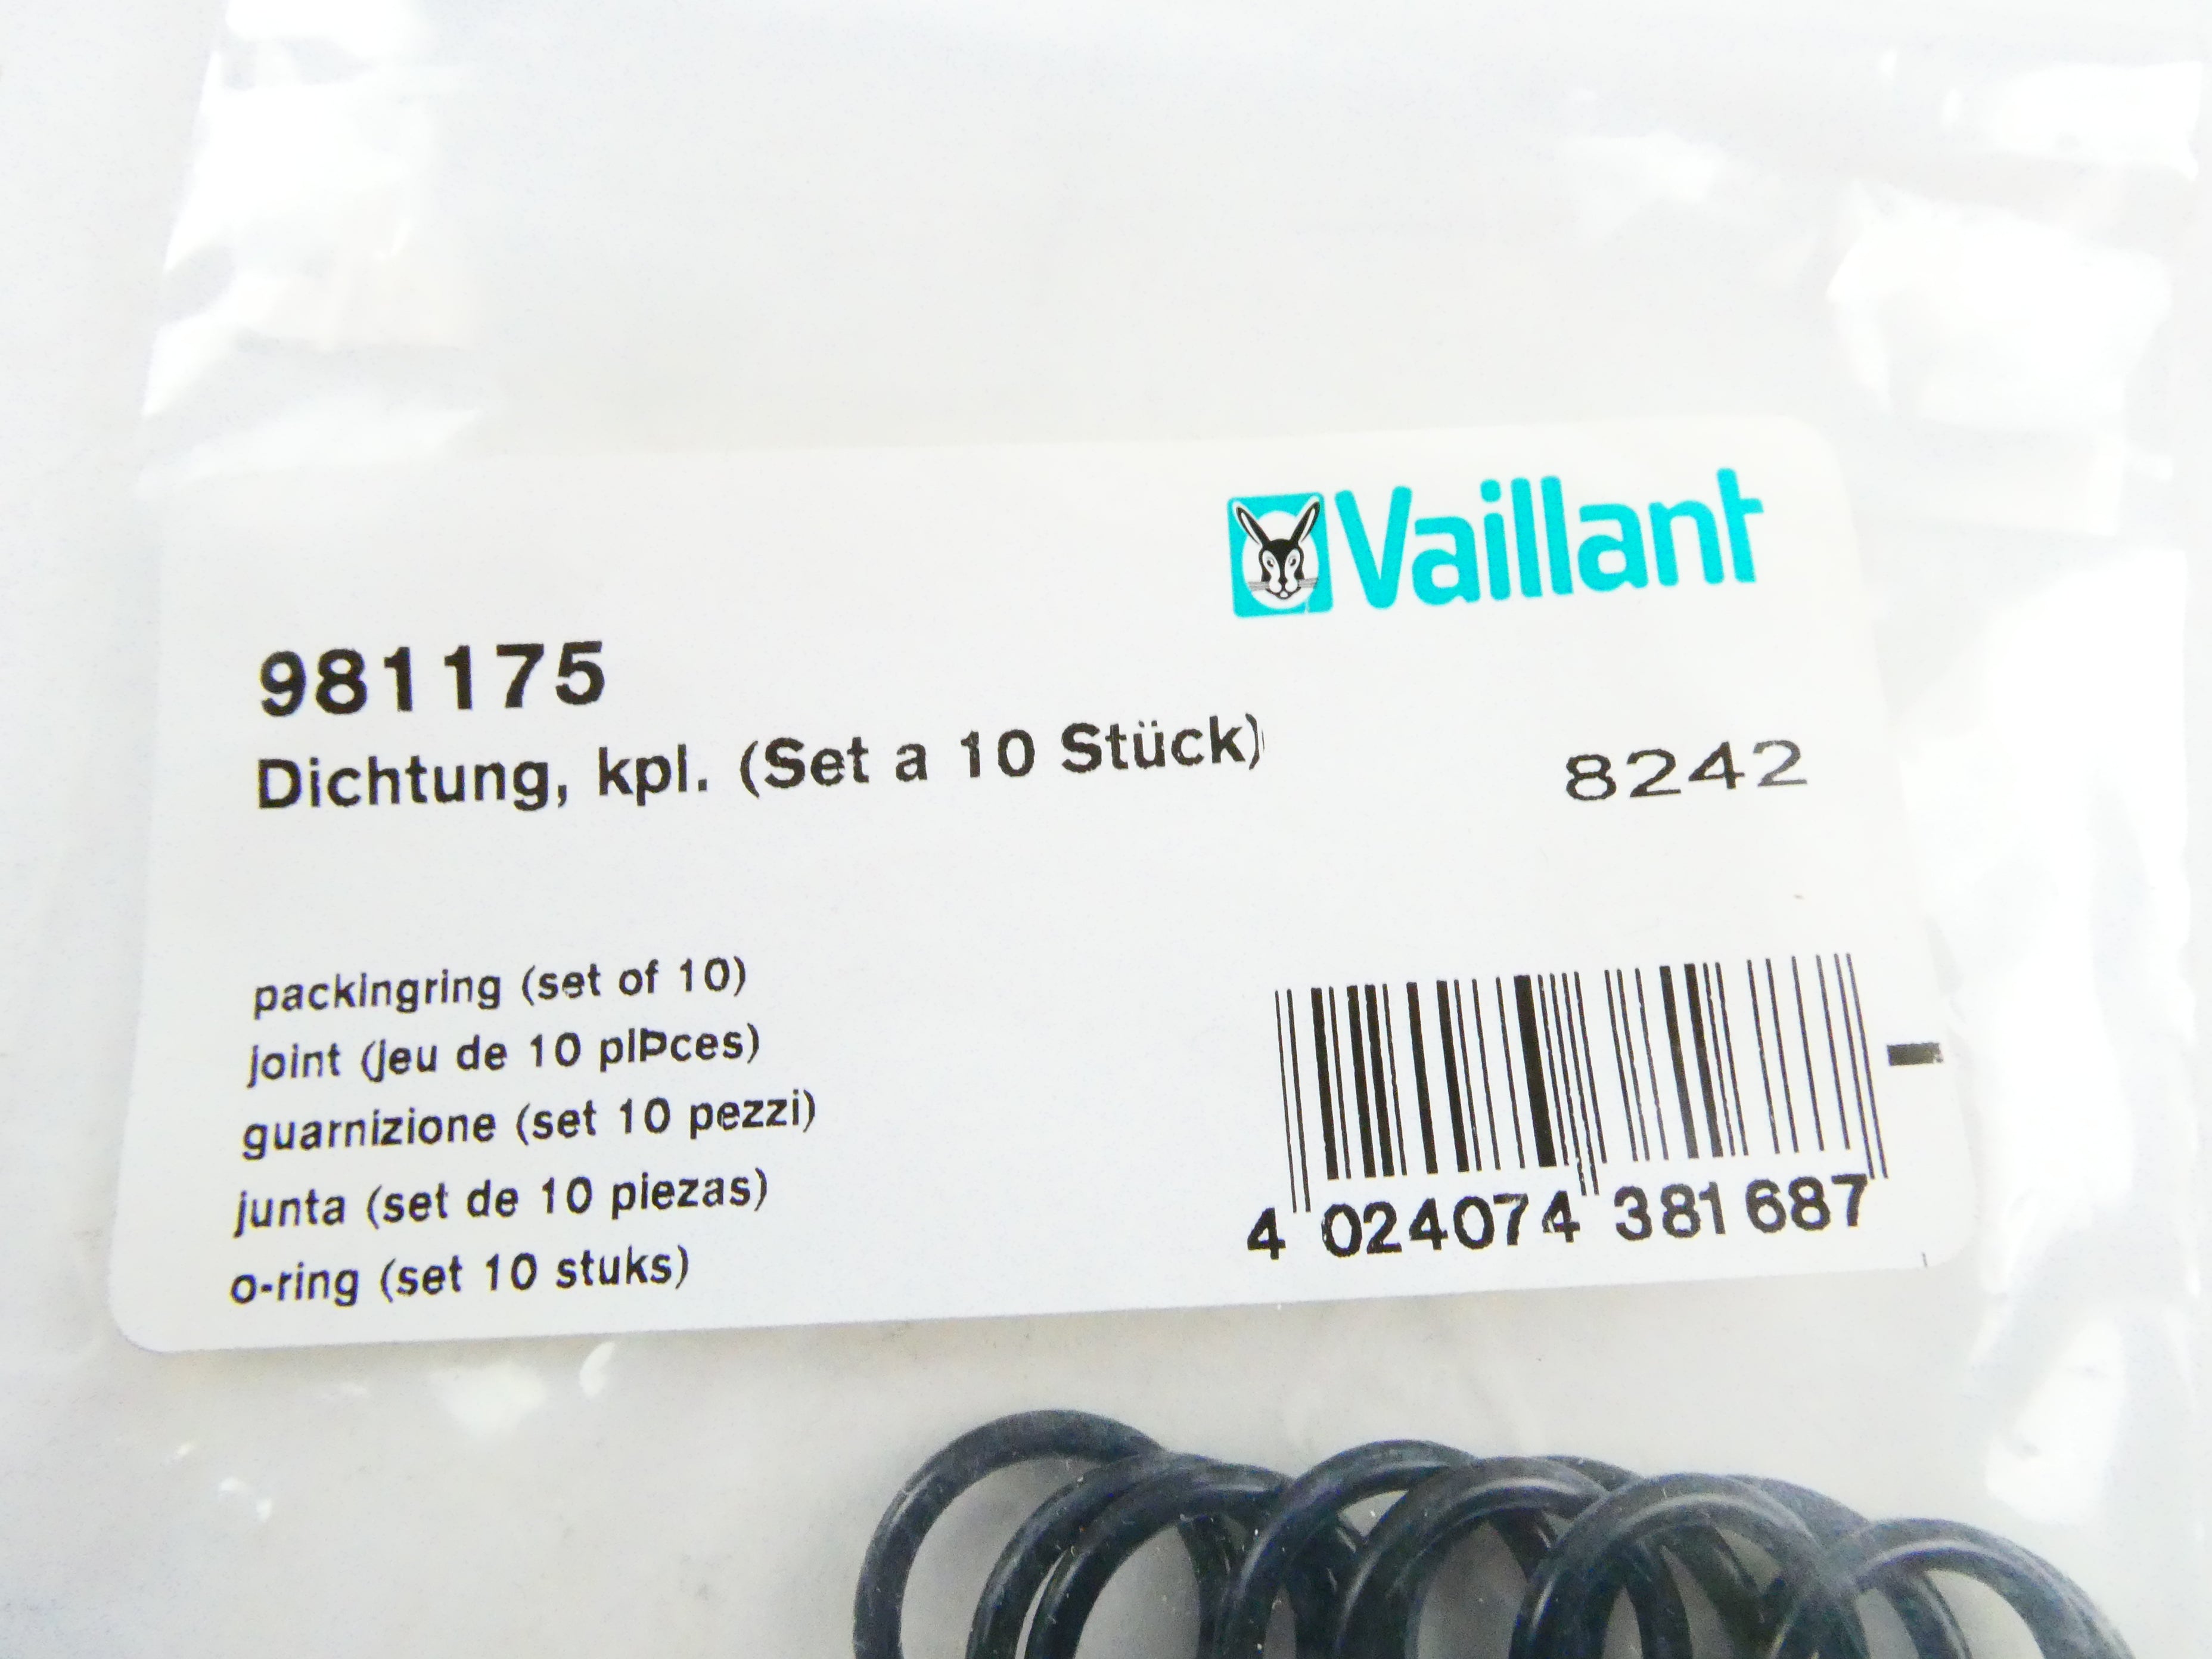 Vaillant
981175
Dichtung, kpl. (Set a 10 Stück)
8242
packingring (set of 10)
joint (jeu de 10 piÞces)
guarnizione (set 10 pezzi)
junta (set de 10 piezas)
o-ring (set 10 stuks)
4 024074 381687